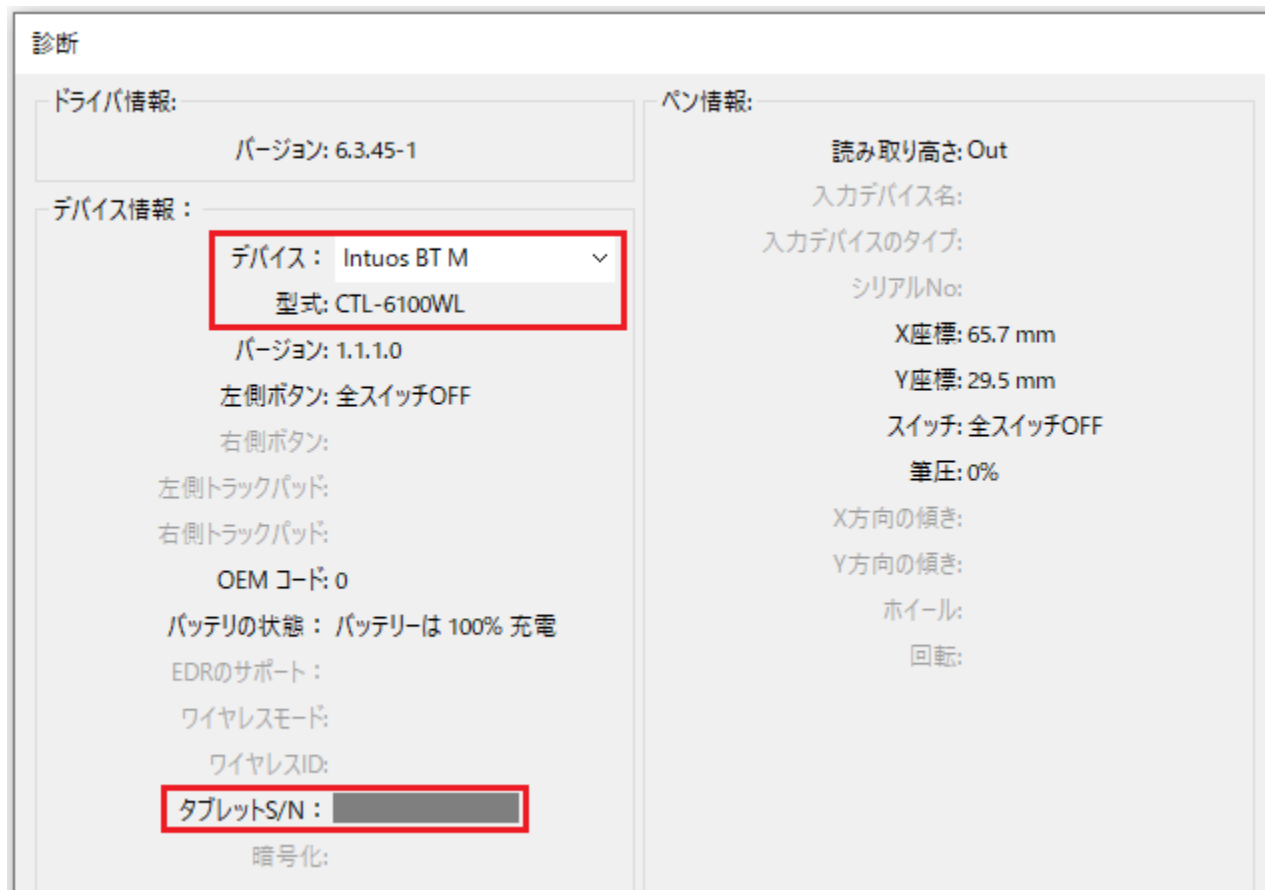 診断
ドライバ情報:
バージョン: 6.3.45-1
デバイス情報：
デバイス： Intuos BT M
型式: CTL-6100WL
バージョン: 1.1.1.0
左側ボタン: 全スイッチOFF
右側ボタン:
左側トラックパッド:
右側トラックパッド:
OEM コード: 0
バッテリの状態： バッテリーは 100% 充電
EDRのサポート：
ワイヤレスモード:
ワイヤレスID:
タブレットS/N：
暗号化:
ペン情報:
読み取り高さ: Out
入力デバイス名:
入力デバイスのタイプ:
シリアルNo:
X座標: 65.7 mm
Y座標: 29.5 mm
スイッチ: 全スイッチOFF
筆圧: 0%
X方向の傾き:
Y方向の傾き:
ホイール:
回転: